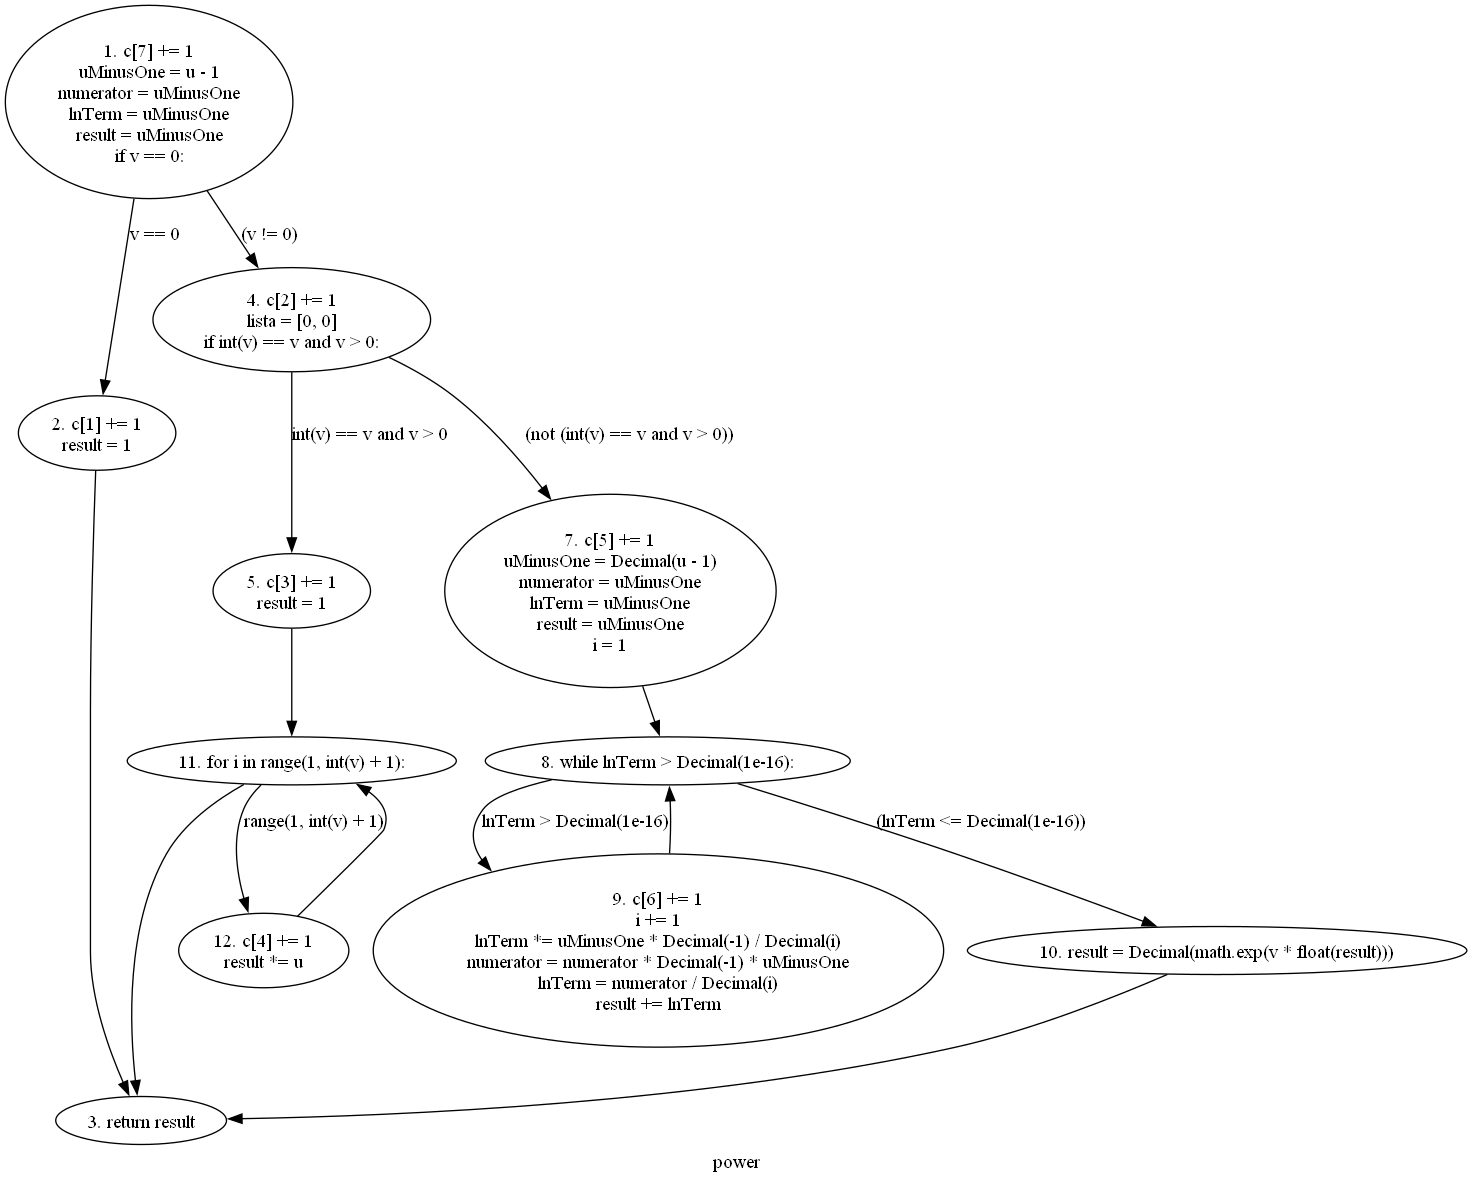 1. c[7] += 1
uMinusOne = u - 1
numerator = uMinusOne
lnTerm = uMinusOne
result = uMinusOne
if v == 0:
v == 0
(v != 0)
4. c[2] += 1
lista = [0, 0]
if int(v) == v and v > 0:
2. c[1] += 1
result = 1
int(v) == v and v > 0
(not (int(v) == v and v > 0))
5. c[3] += 1
result = 1
7. c[5] += 1
uMinusOne = Decimal(u - 1)
numerator = uMinusOne
lnTerm = uMinusOne
result = uMinusOne
i = 1
11. for i in range(1, int(v) + 1):
8. while lnTerm > Decimal(1e-16):
range(1, int(v) + 1)
lnTerm > Decimal(1e-16)
(lnTerm <= Decimal(1e-16))
12. c[4] += 1
result *= u
9. c[6] += 1
i += 1
lnTerm *= uMinusOne * Decimal(-1) / Decimal(i)
numerator = numerator * Decimal(-1) * uMinusOne
lnTerm = numerator / Decimal(i)
result += lnTerm
10. result = Decimal(math.exp(v * float(result)))
3. return result
power